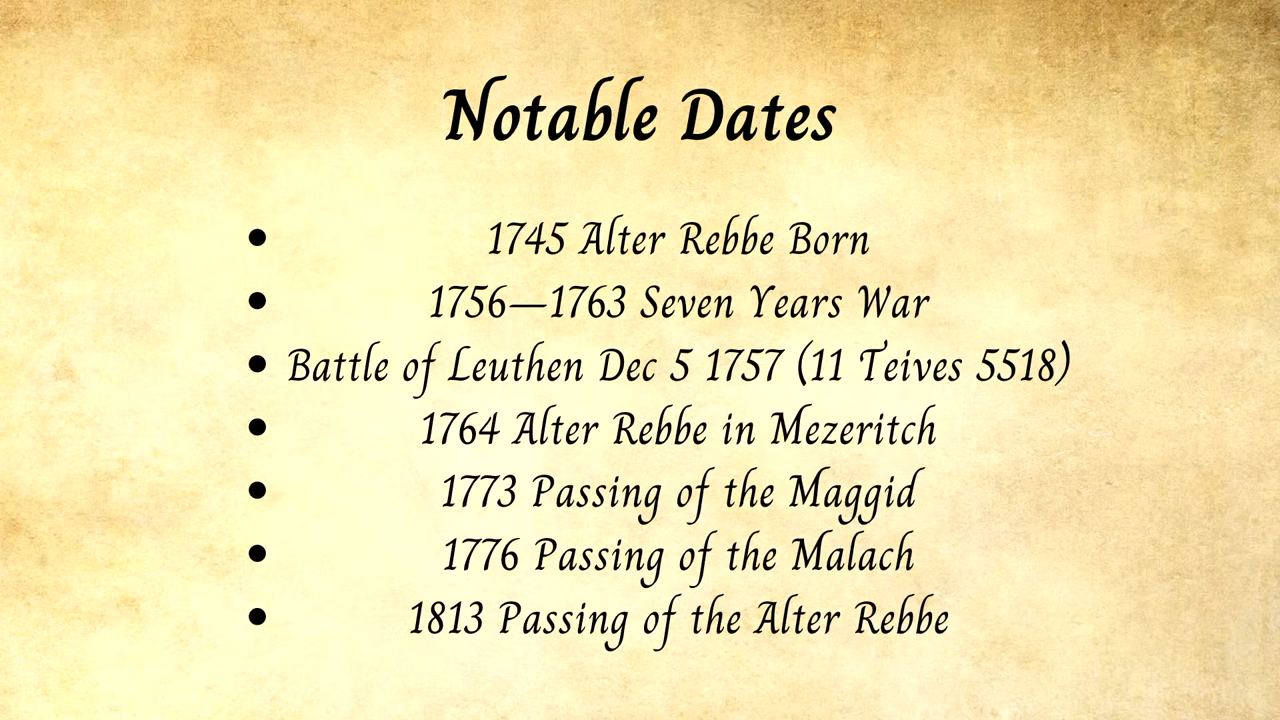 Notable Dates
• 1745 Alter Rebbe Born
• 1756—1763 Seven Years War
• Battle of Leuthen Dec 5 1757 (11 Teives 5518)
• 1764 Alter Rebbe in Mezeritch
• 1773 Passing of the Maggid
• 1776 Passing of the Malach
• 1813 Passing of the Alter Rebbe